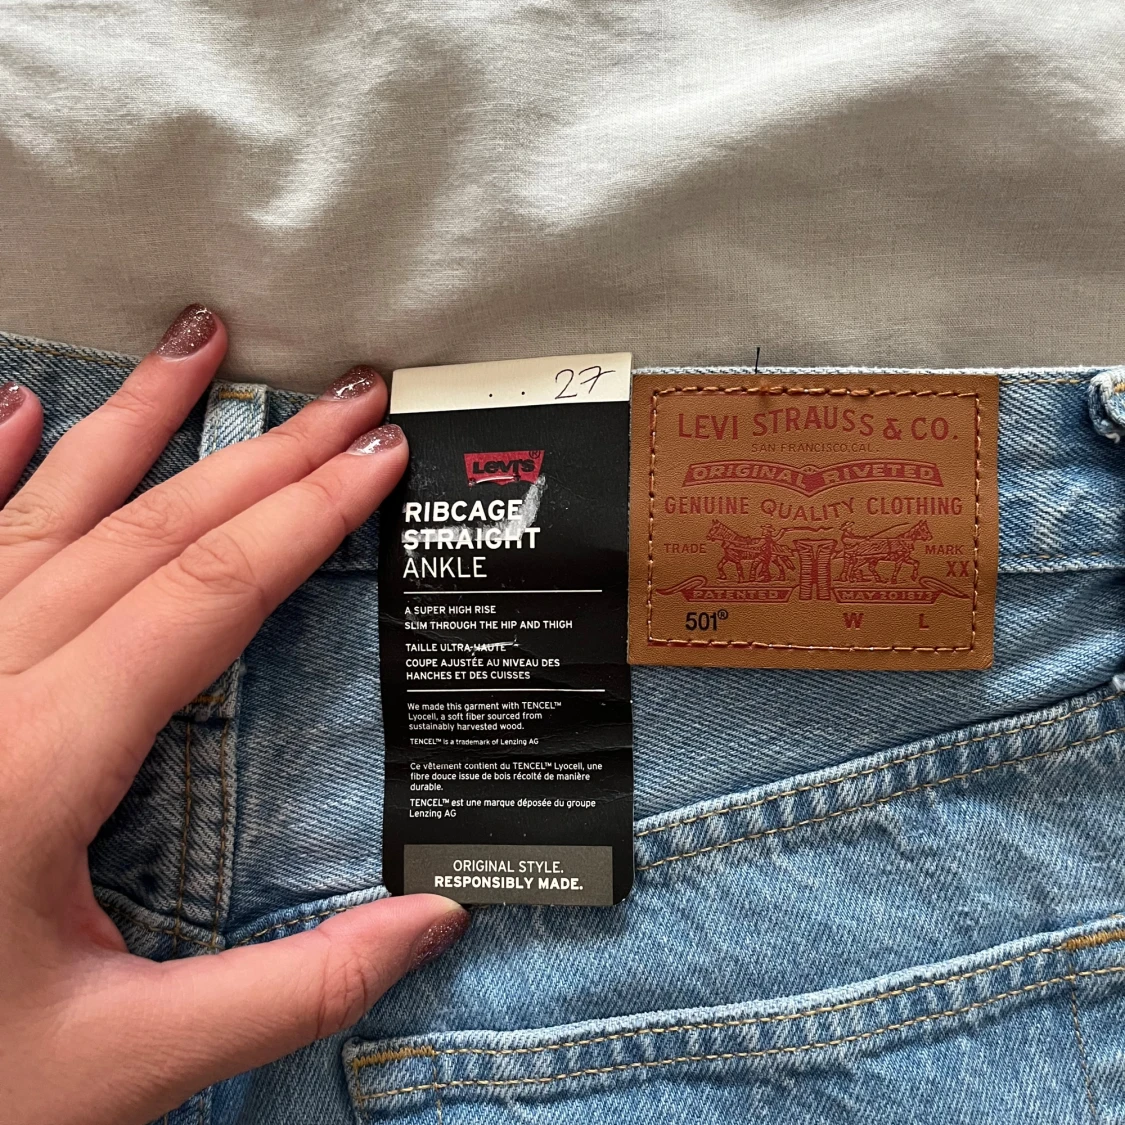 . . 27
Levi's®
RIBCAGE
STRAIGHT
ANKLE
A SUPER HIGH RISE
SLIM THROUGH THE HIP AND THIGH
TAILLE ULTRA-HAUTE
COUPE AJUSTÉE AU NIVEAU DES
HANCHES ET DES CUISSES
We made this garment with TENCEL™
Lyocell, a soft fiber sourced from
sustainably harvested wood.
TENCEL™ is a trademark of Lenzing AG
Ce vêtement contient du TENCEL™ Lyocell, une
fibre douce issue de bois récolté de manière
durable.
TENCEL™ est une marque déposée du groupe
Lenzing AG
ORIGINAL STYLE.
RESPONSIBLY MADE.
LEVI STRAUSS & CO.
SAN FRANCISCO, CAL.
ORIGINAL RIVETED
GENUINE QUALITY CLOTHING
TRADE MARK
XX
PATENTED MAY 20 1873
501® W L